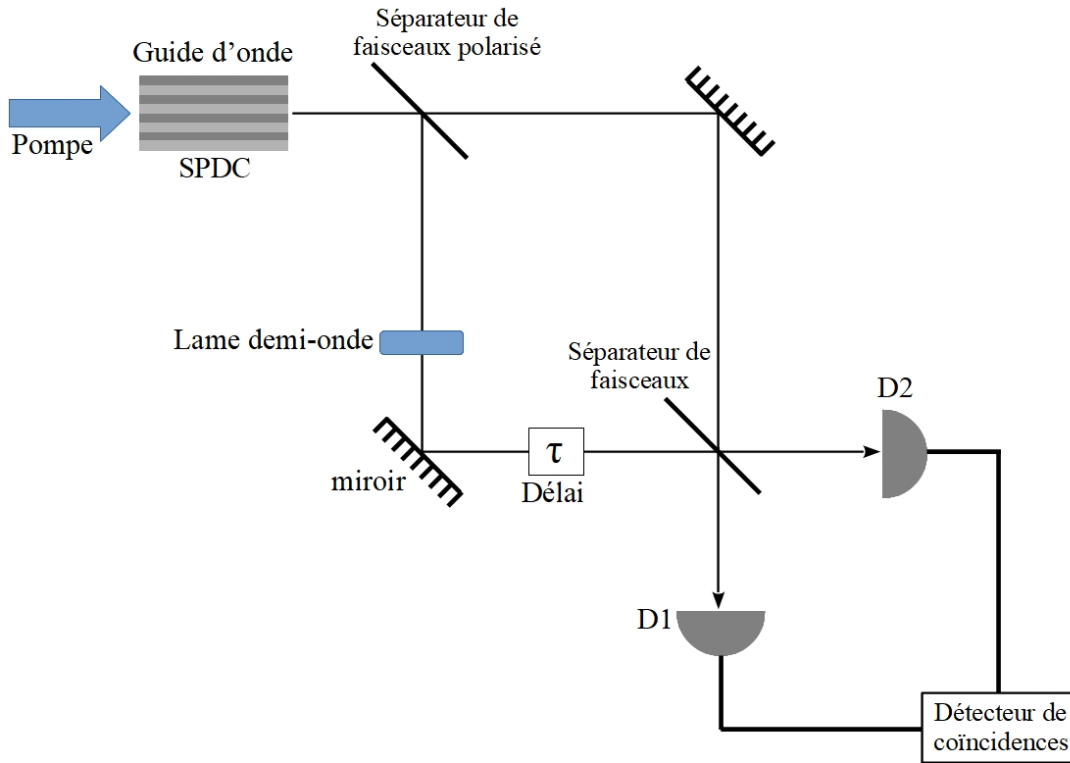 Séparateur de
faisceaux polarisé
Guide d’onde
Pompe
SPDC
Lame demi-onde
Séparateur de
faisceaux
D2
miroir
τ
Délai
D1
Détecteur de
coïncidences